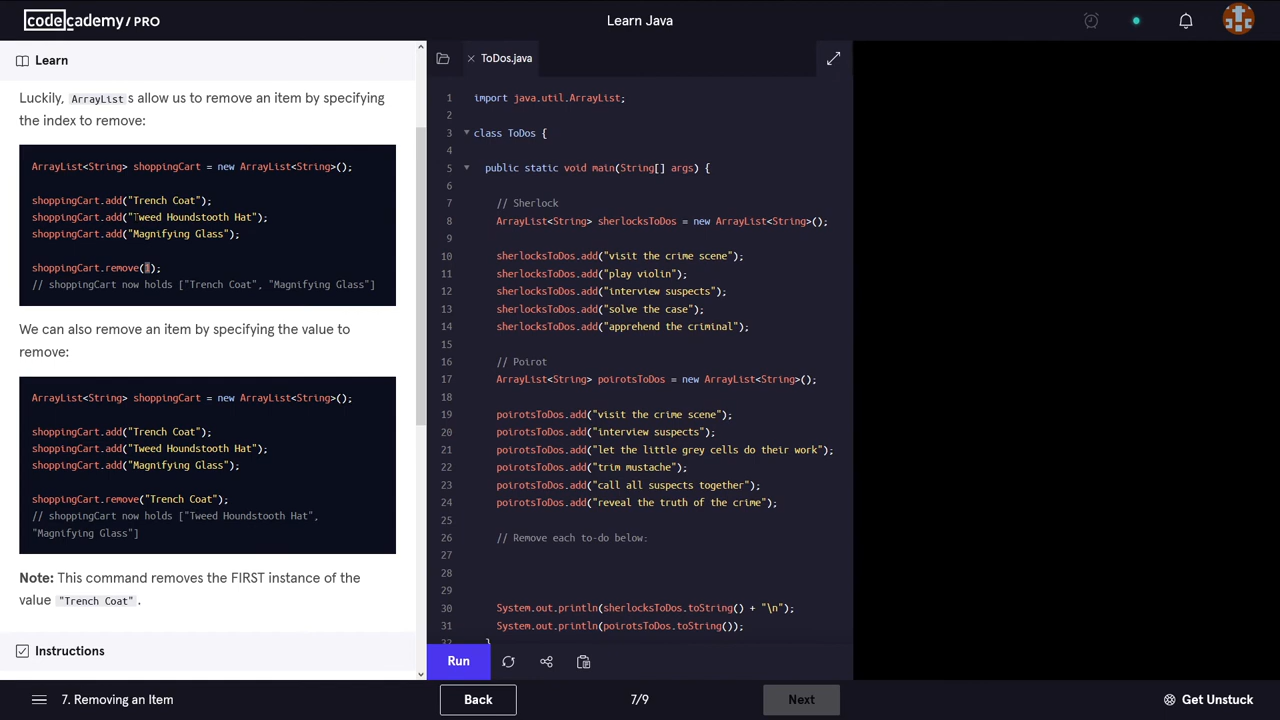 codecademy/PRO
Learn Java
Learn
Luckily, ArrayList s allow us to remove an item by specifying
the index to remove:
ArrayList<String> shoppingCart = new ArrayList<String>();
shoppingCart.add("Trench Coat");
shoppingCart.add("Tweed Houndstooth Hat");
shoppingCart.add("Magnifying Glass");
shoppingCart.remove(1);
// shoppingCart now holds ["Trench Coat", "Magnifying Glass"]
We can also remove an item by specifying the value to
remove:
ArrayList<String> shoppingCart = new ArrayList<String>();
shoppingCart.add("Trench Coat");
shoppingCart.add("Tweed Houndstooth Hat");
shoppingCart.add("Magnifying Glass");
shoppingCart.remove("Trench Coat");
// shoppingCart now holds ["Tweed Houndstooth Hat",
"Magnifying Glass"]
Note: This command removes the FIRST instance of the
value "Trench Coat".
Instructions
ToDos.java
1 import java.util.ArrayList;
2
3 class ToDos {
4
5 public static void main(String[] args) {
6
7 // Sherlock
8 ArrayList<String> sherlocksToDos = new ArrayList<String>();
9
10 sherlocksToDos.add("visit the crime scene");
11 sherlocksToDos.add("play violin");
12 sherlocksToDos.add("interview suspects");
13 sherlocksToDos.add("solve the case");
14 sherlocksToDos.add("apprehend the criminal");
15
16 // Poirot
17 ArrayList<String> poirotsToDos = new ArrayList<String>();
18
19 poirotsToDos.add("visit the crime scene");
20 poirotsToDos.add("interview suspects");
21 poirotsToDos.add("let the little grey cells do their work");
22 poirotsToDos.add("trim mustache");
23 poirotsToDos.add("call all suspects together");
24 poirotsToDos.add("reveal the truth of the crime");
25
26 // Remove each to-do below:
27
28
29
30 System.out.println(sherlocksToDos.toString() + "\n");
31 System.out.println(poirotsToDos.toString());
32 }
Run
7. Removing an Item
Back
7/9
Next
Get Unstuck